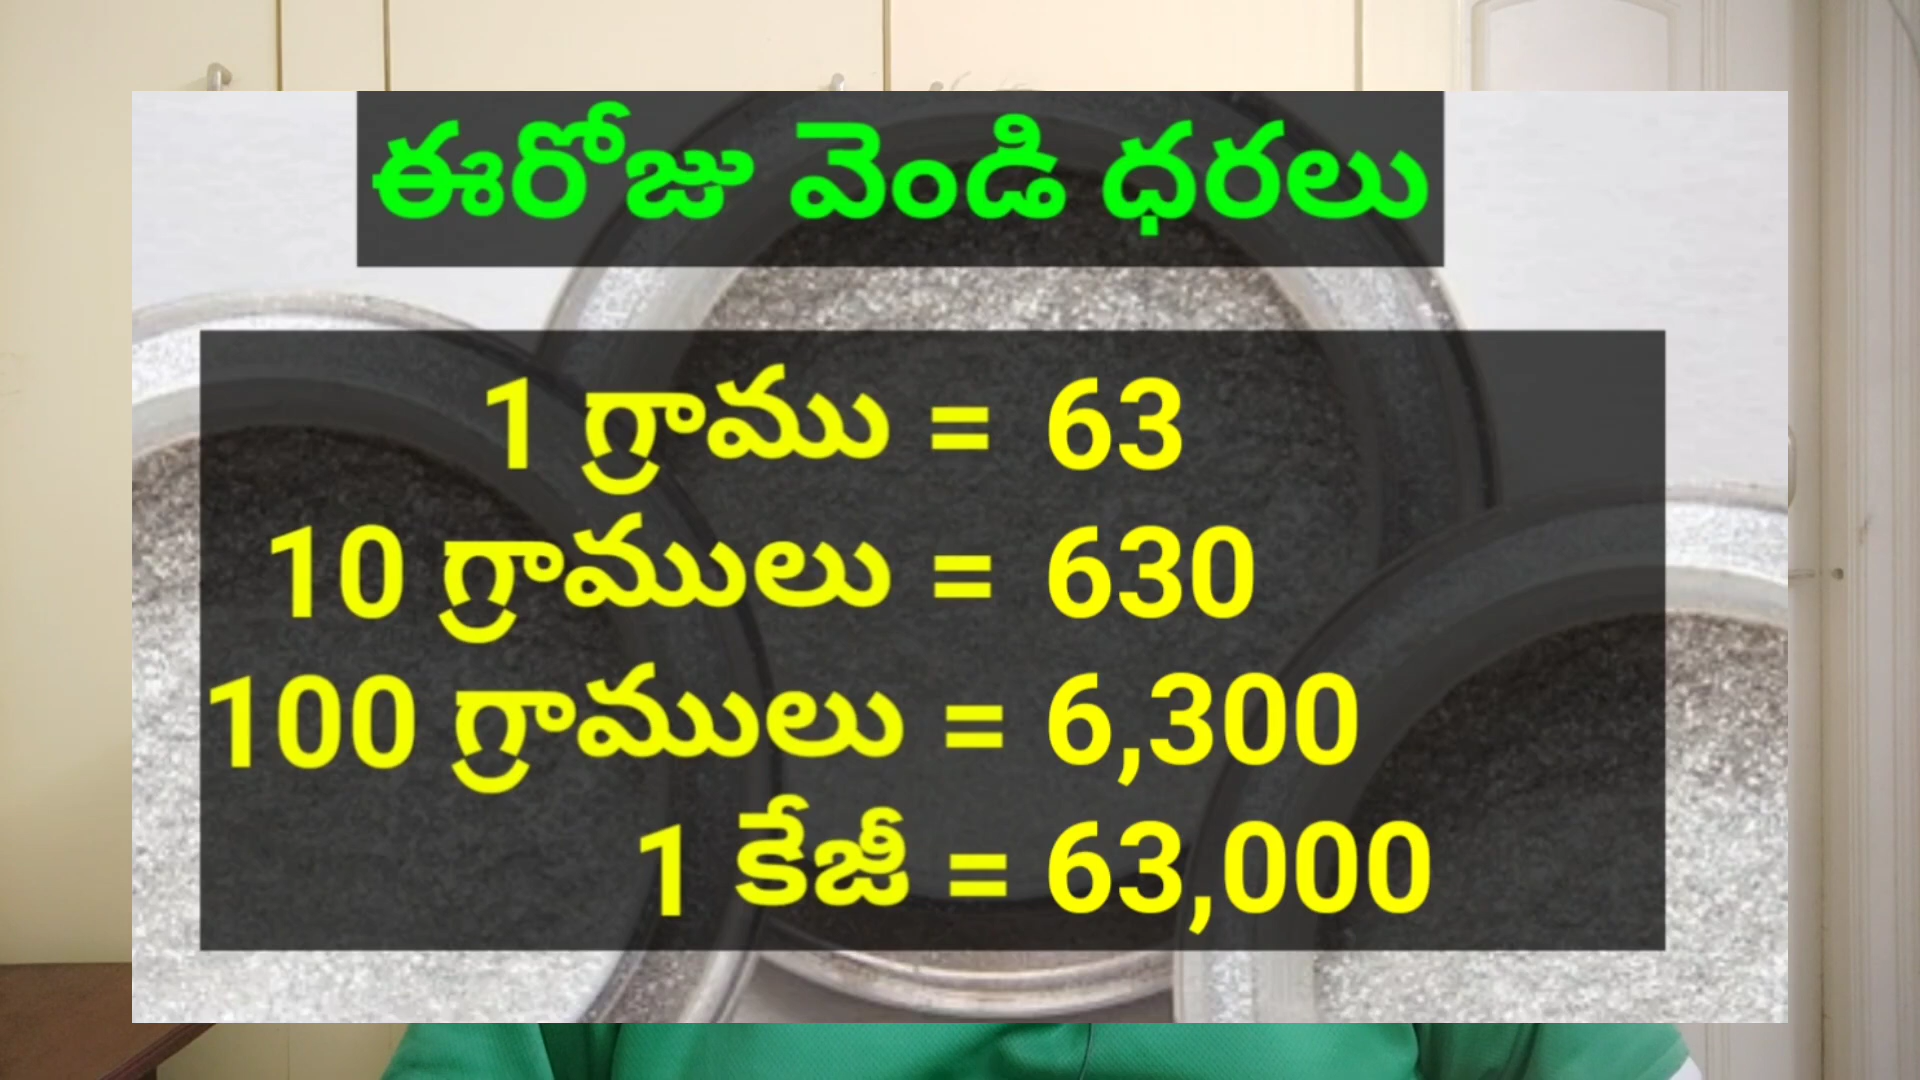 ఈరోజు వెండి ధరలు
1 గ్రాము = 63
10 గ్రాములు = 630
100 గ్రాములు = 6,300
1 కేజీ = 63,000